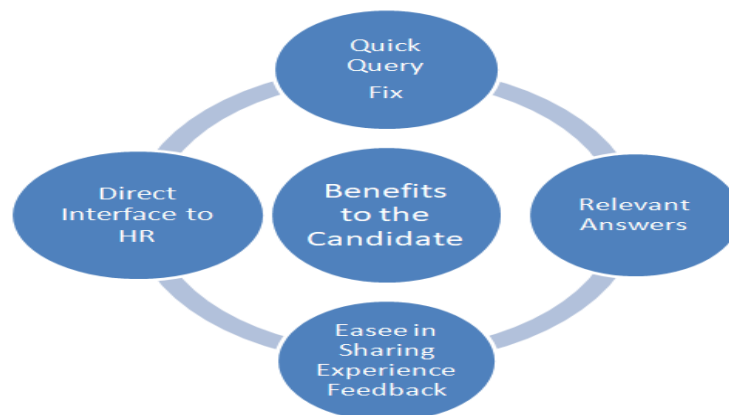 Quick
Query
Fix
Direct
Interface to
HR
Benefits
to the
Candidate
Relevant
Answers
Easee in
Sharing
Experience
Feedback